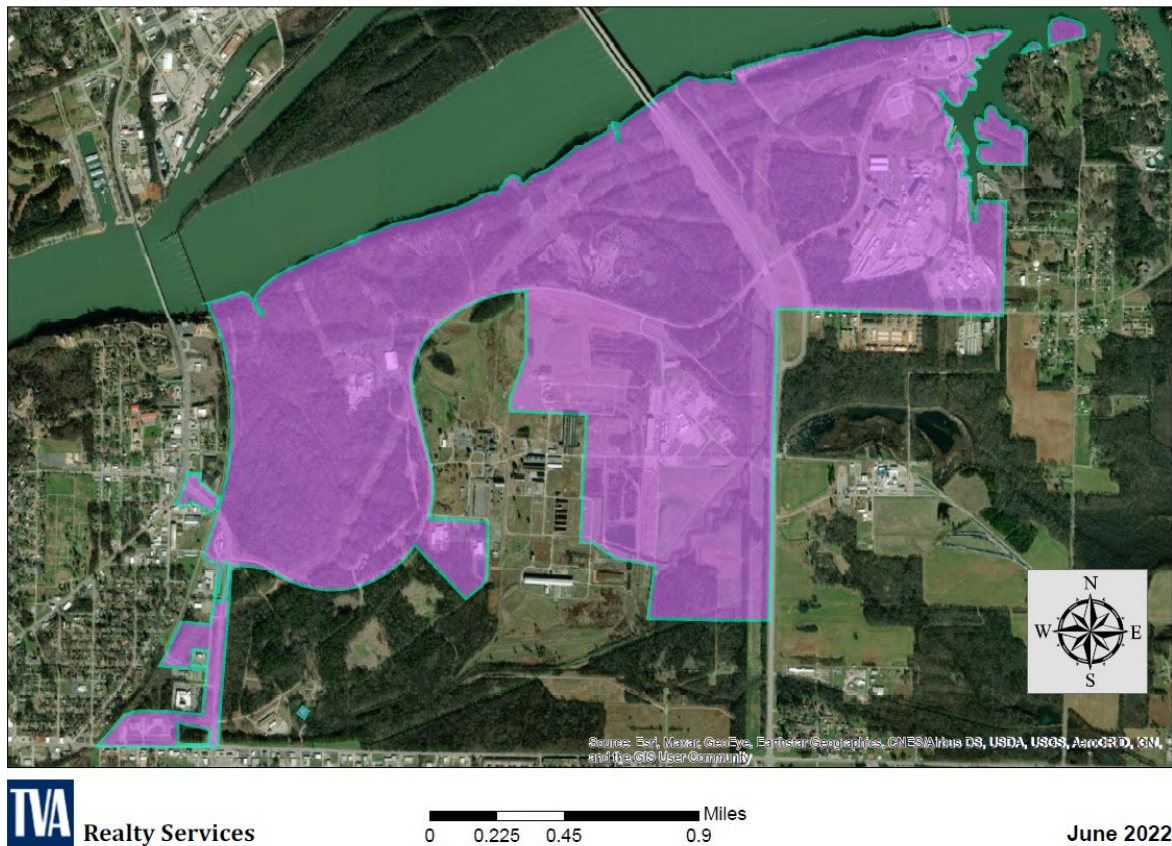 N
W E
S
Source: Esri, Maxar, GeoEye, Earthstar Geographics, CNES/Airbus DS, USDA, USGS, AeroGRID, IGN,
and the GIS User Community
TVA Realty Services
Miles
0 0.225 0.45 0.9
June 2022